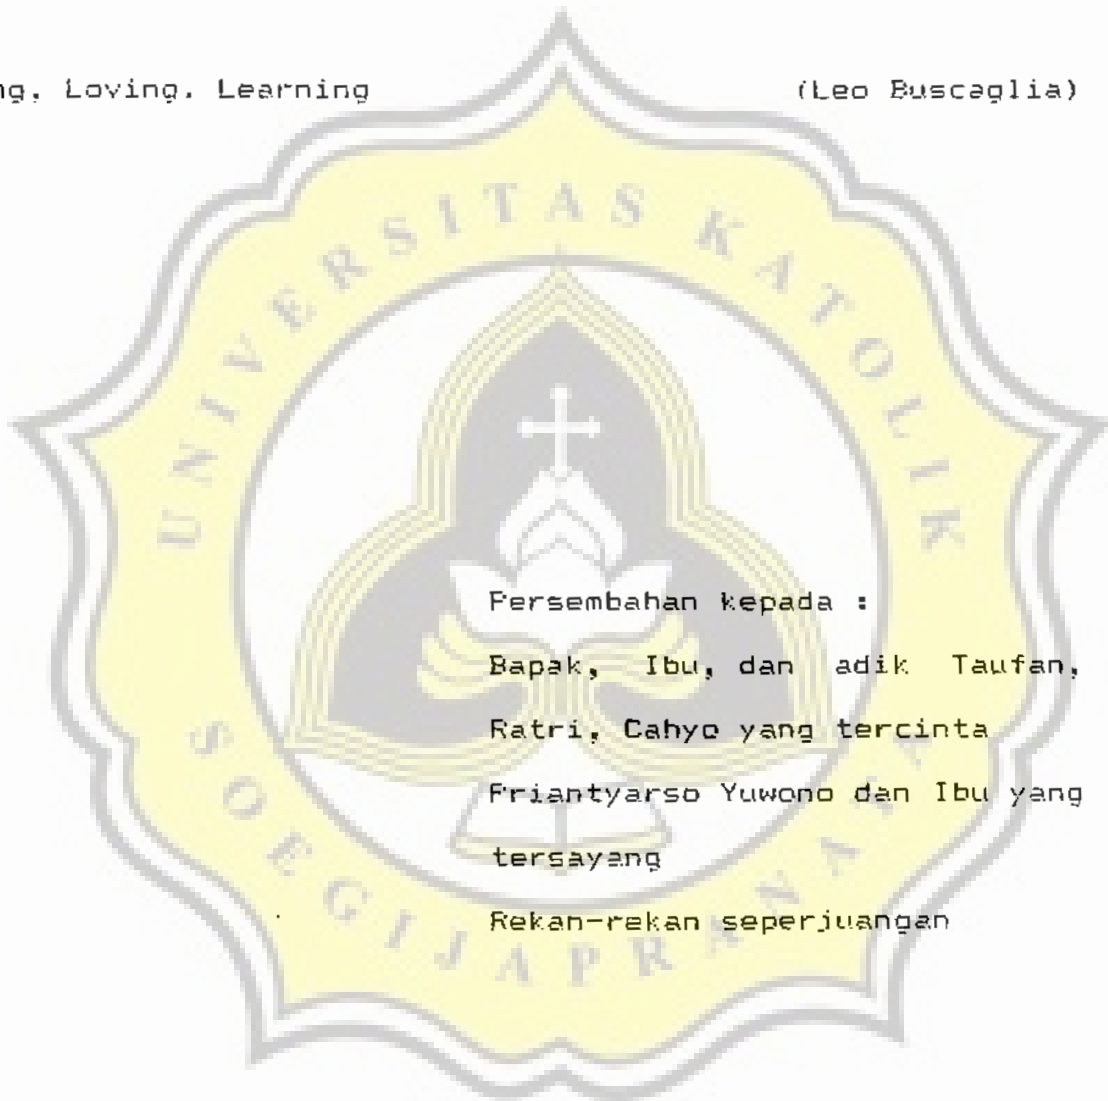 ng, Loving, Learning (Leo Buscaglia)
UNIVERSITAS KATOLIK
SOEGIJAPRANATA
Persembahan kepada :
Bapak, Ibu, dan adik Taufan,
Ratri, Cahyo yang tercinta
Priantyarso Yuwono dan Ibu yang
tersayang
Rekan-rekan seperjuangan